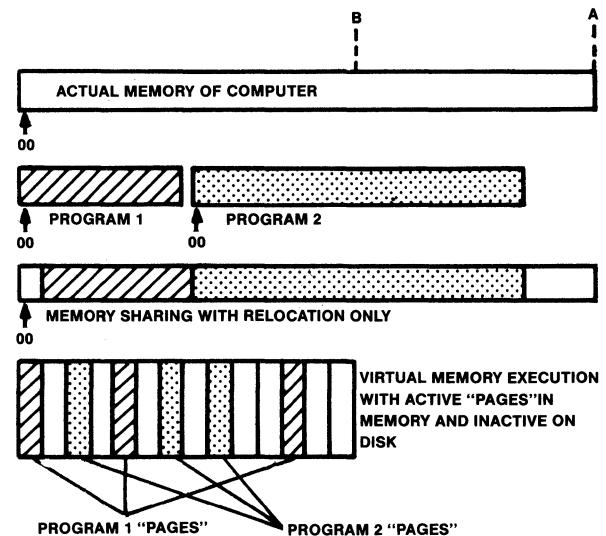 B
A
ACTUAL MEMORY OF COMPUTER
00
PROGRAM 1
PROGRAM 2
00
00
MEMORY SHARING WITH RELOCATION ONLY
00
VIRTUAL MEMORY EXECUTION
WITH ACTIVE "PAGES"IN
MEMORY AND INACTIVE ON
DISK
PROGRAM 1 "PAGES"
PROGRAM 2 "PAGES"